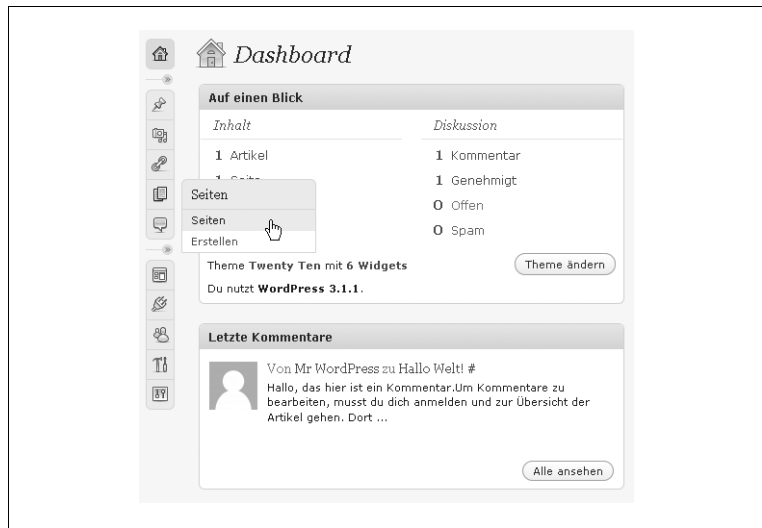 Dashboard
Auf einen Blick
Inhalt
Diskussion
1 Artikel
1 Kommentar
1 Seite
1 Genehmigt
Seiten
0 Offen
Seiten
0 Spam
Erstellen
Theme Twenty Ten mit 6 Widgets
Theme ändern
Du nutzt WordPress 3.1.1.
Letzte Kommentare
Von Mr WordPress zu Hallo Welt! #
Hallo, das hier ist ein Kommentar.Um Kommentare zu
bearbeiten, musst du dich anmelden und zur Übersicht der
Artikel gehen. Dort ...
Alle ansehen